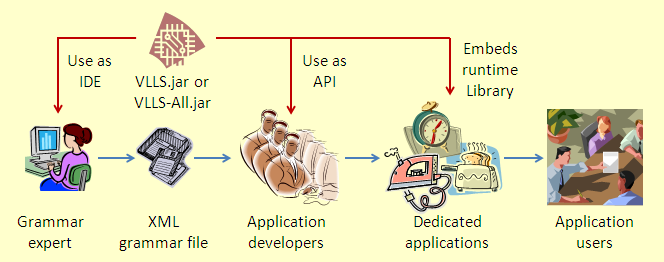 Use as
IDE
VLLS.jar or
VLLS-All.jar
Use as
API
Embeds
runtime
Library
Grammar
expert
XML
grammar file
Application
developers
Dedicated
applications
Application
users